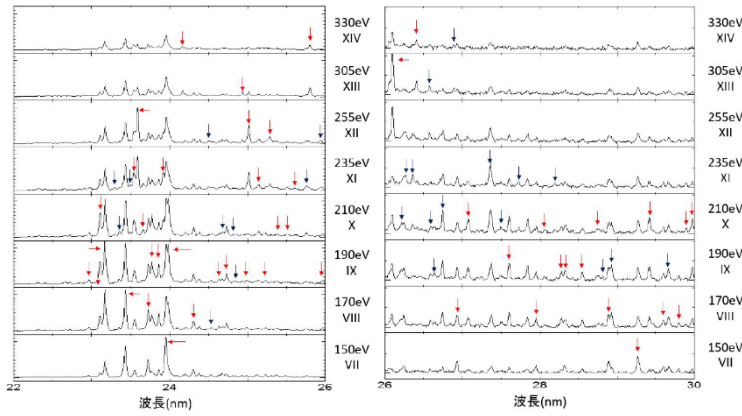 330eV
XIV
305eV
XIII
255eV
XII
235eV
XI
210eV
X
190eV
IX
170eV
VIII
150eV
VII
22
24
26
波長(nm)
330eV
XIV
305eV
XIII
255eV
XII
235eV
XI
210eV
X
190eV
IX
170eV
VIII
150eV
VII
26
28
30
波長(nm)